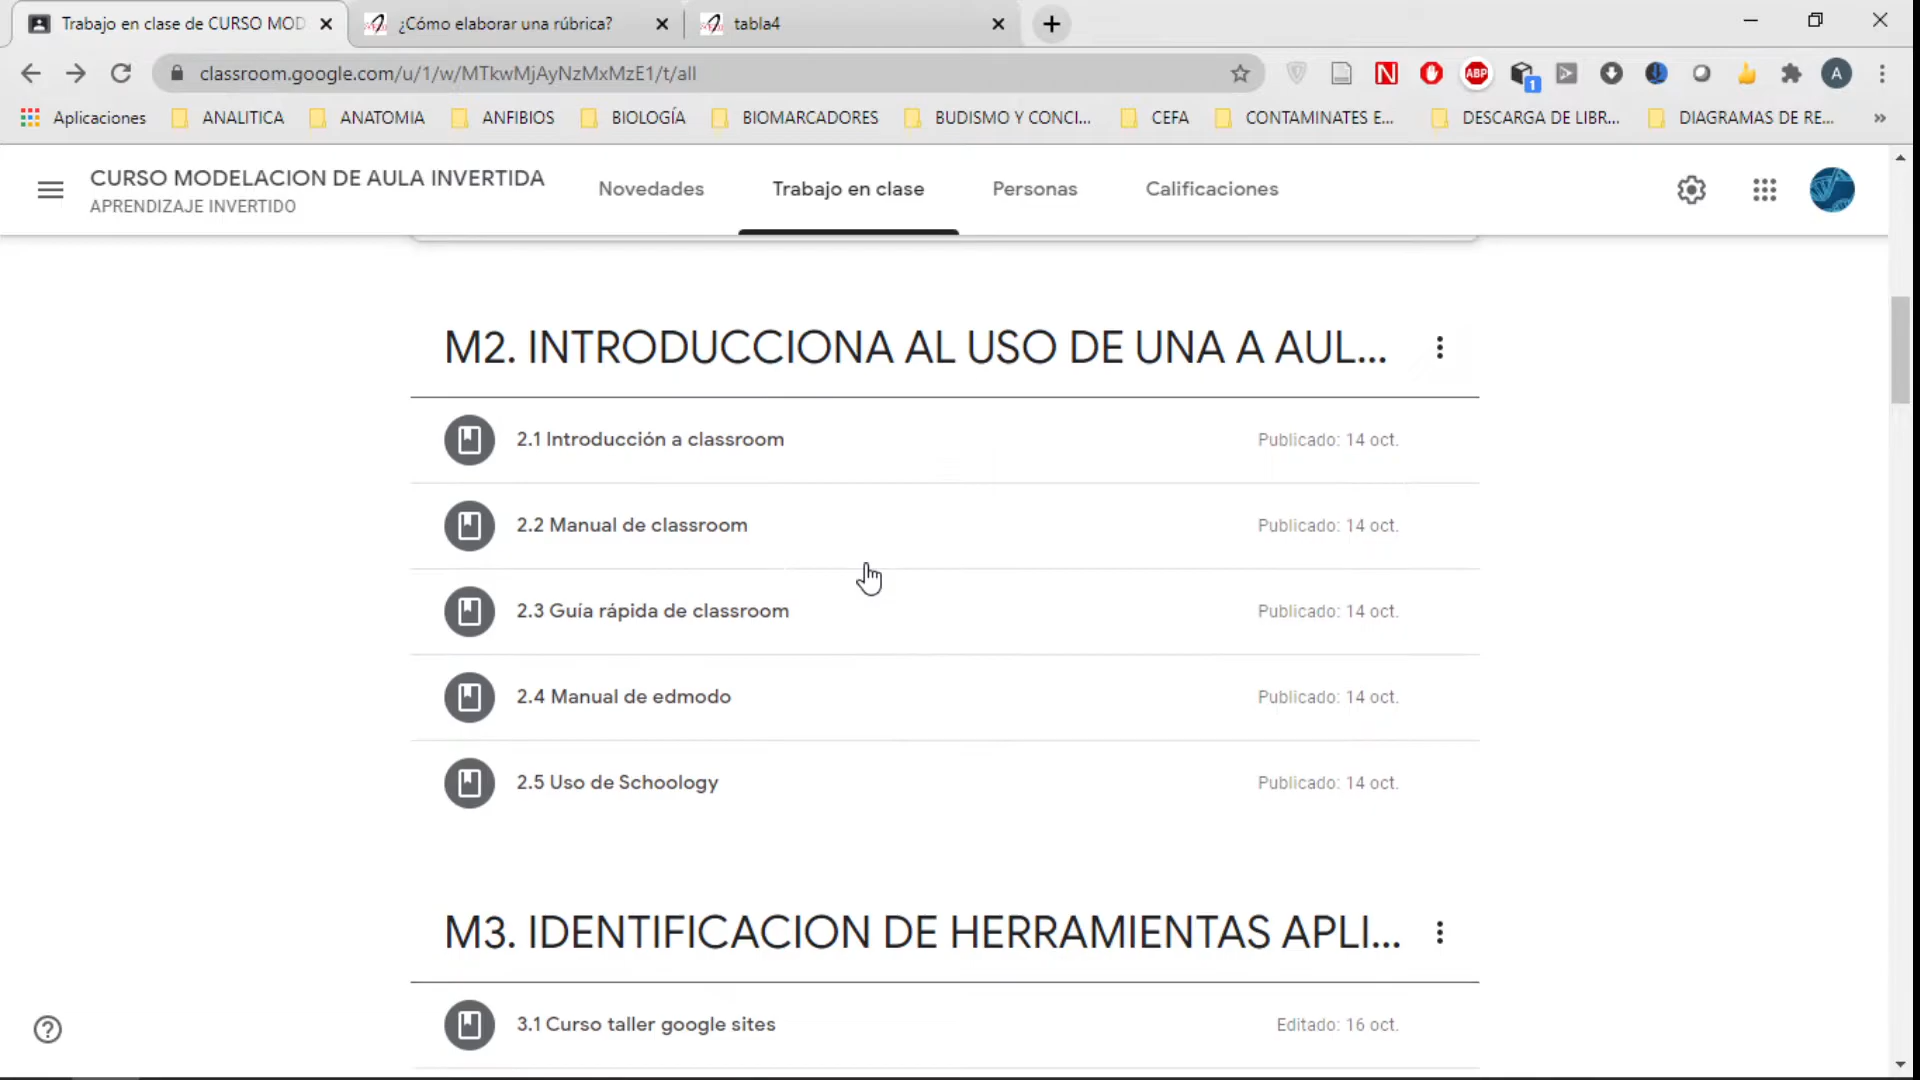 Trabajo en clase de CURSO MOD
¿Cómo elaborar una rúbrica?
tabla4
classroom.google.com/u/1/w/MTkwMjAyNzMxMzE1/t/all
N
ABP
1
A
Aplicaciones
ANALITICA
ANATOMIA
ANFIBIOS
BIOLOGÍA
BIOMARCADORES
BUDISMO Y CONCI...
CEFA
CONTAMINATES E...
DESCARGA DE LIBR...
DIAGRAMAS DE RE...
»
CURSO MODELACION DE AULA INVERTIDA
APRENDIZAJE INVERTIDO
Novedades
Trabajo en clase
Personas
Calificaciones
M2. INTRODUCCIONA AL USO DE UNA A AUL...
2.1 Introducción a classroom
Publicado: 14 oct.
2.2 Manual de classroom
Publicado: 14 oct.
2.3 Guía rápida de classroom
Publicado: 14 oct.
2.4 Manual de edmodo
Publicado: 14 oct.
2.5 Uso de Schoology
Publicado: 14 oct.
M3. IDENTIFICACION DE HERRAMIENTAS APLI...
3.1 Curso taller google sites
Editado: 16 oct.